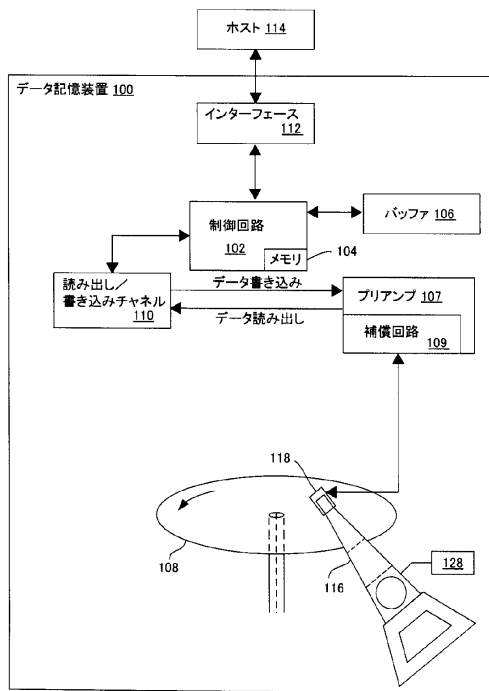 ホスト 114
データ記憶装置 100
インターフェース
112
制御回路
102
メモリ
104
バッファ 106
読み出し／
書き込みチャネル
110
データ書き込み
データ読み出し
プリアンプ 107
補償回路
109
118
108
116
128